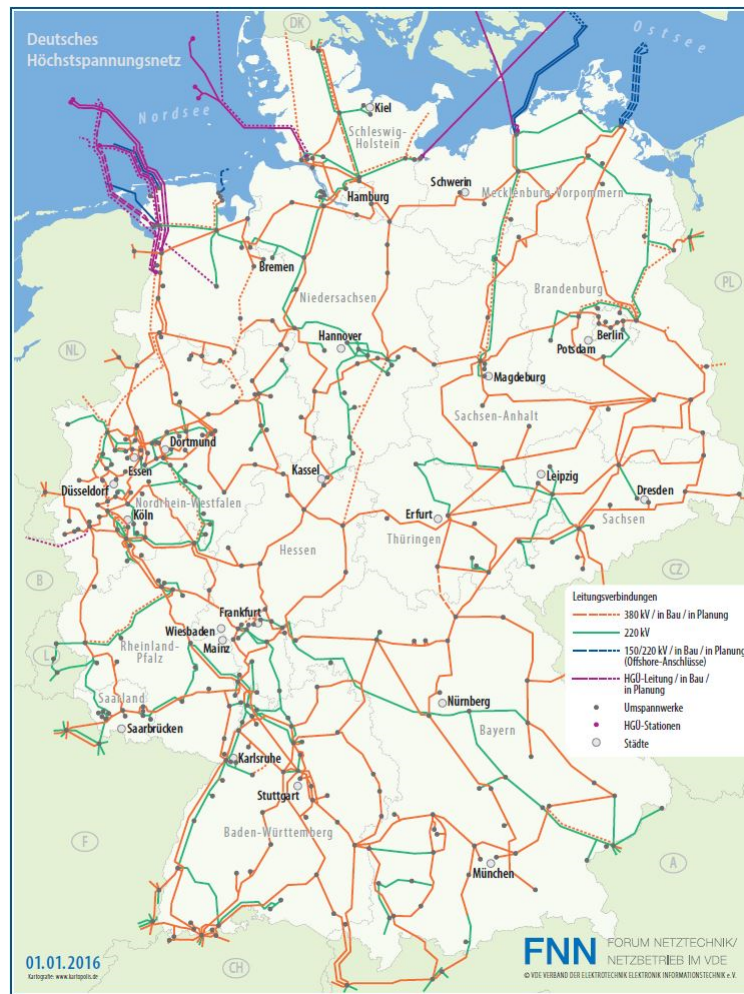 Deutsches
Höchstspannungsnetz
DK
Ostsee
Nordsee
Kiel
Schleswig-
Holstein
Schwerin
Mecklenburg-Vorpommern
Hamburg
Bremen
Niedersachsen
Brandenburg
PL
Hannover
Berlin
Potsdam
NL
Magdeburg
Sachsen-Anhalt
Dortmund
Essen
Kassel
Leipzig
Düsseldorf
Nordrhein-Westfalen
Dresden
Köln
Erfurt
Sachsen
Thüringen
Hessen
B
CZ
Leitungsverbindungen
380 kV / in Bau / in Planung
220 kV
150/220 kV / in Bau / in Planung
(Offshore-Anschlüsse)
HGÜ-Leitung / in Bau /
in Planung
Umspannwerke
HGÜ-Stationen
Städte
Frankfurt
Wiesbaden
Mainz
Rheinland-
Pfalz
L
Saarland
Nürnberg
Saarbrücken
Bayern
Karlsruhe
Stuttgart
Baden-Württemberg
F
A
München
01.01.2016
Kartografie: www.kartopolis.de
CH
FNN FORUM NETZTECHNIK/
NETZBETRIEB IM VDE
© VDE VERBAND DER ELEKTROTECHNIK ELEKTRONIK INFORMATIONSTECHNIK e. V.